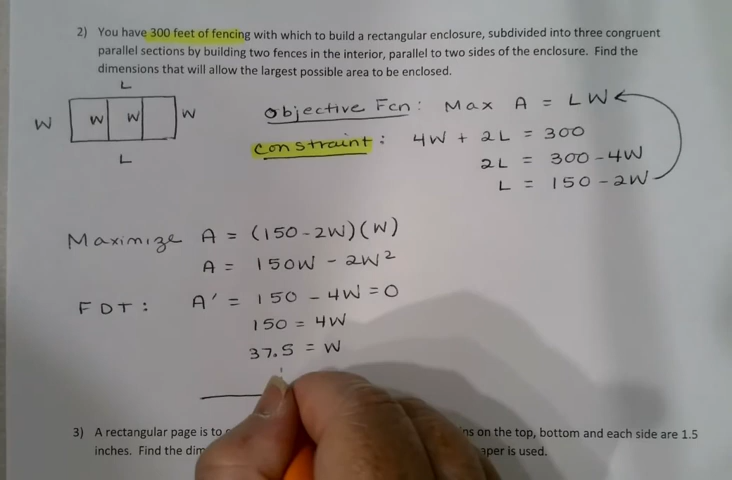 2) You have 300 feet of fencing with which to build a rectangular enclosure, subdivided into three congruent
parallel sections by building two fences in the interior, parallel to two sides of the enclosure. Find the
dimensions that will allow the largest possible area to be enclosed.
L
W W W W
L
Objective Fcn: Max A = LW
Constraint: 4W + 2L = 300
2L = 300 - 4W
L = 150 - 2W
Maximize A = (150 - 2W)(W)
A = 150W - 2W²
FDT: A' = 150 - 4W = 0
150 = 4W
37.5 = W
3) A rectangular page is to on the top, bottom and each side are 1.5
inches. Find the is used.